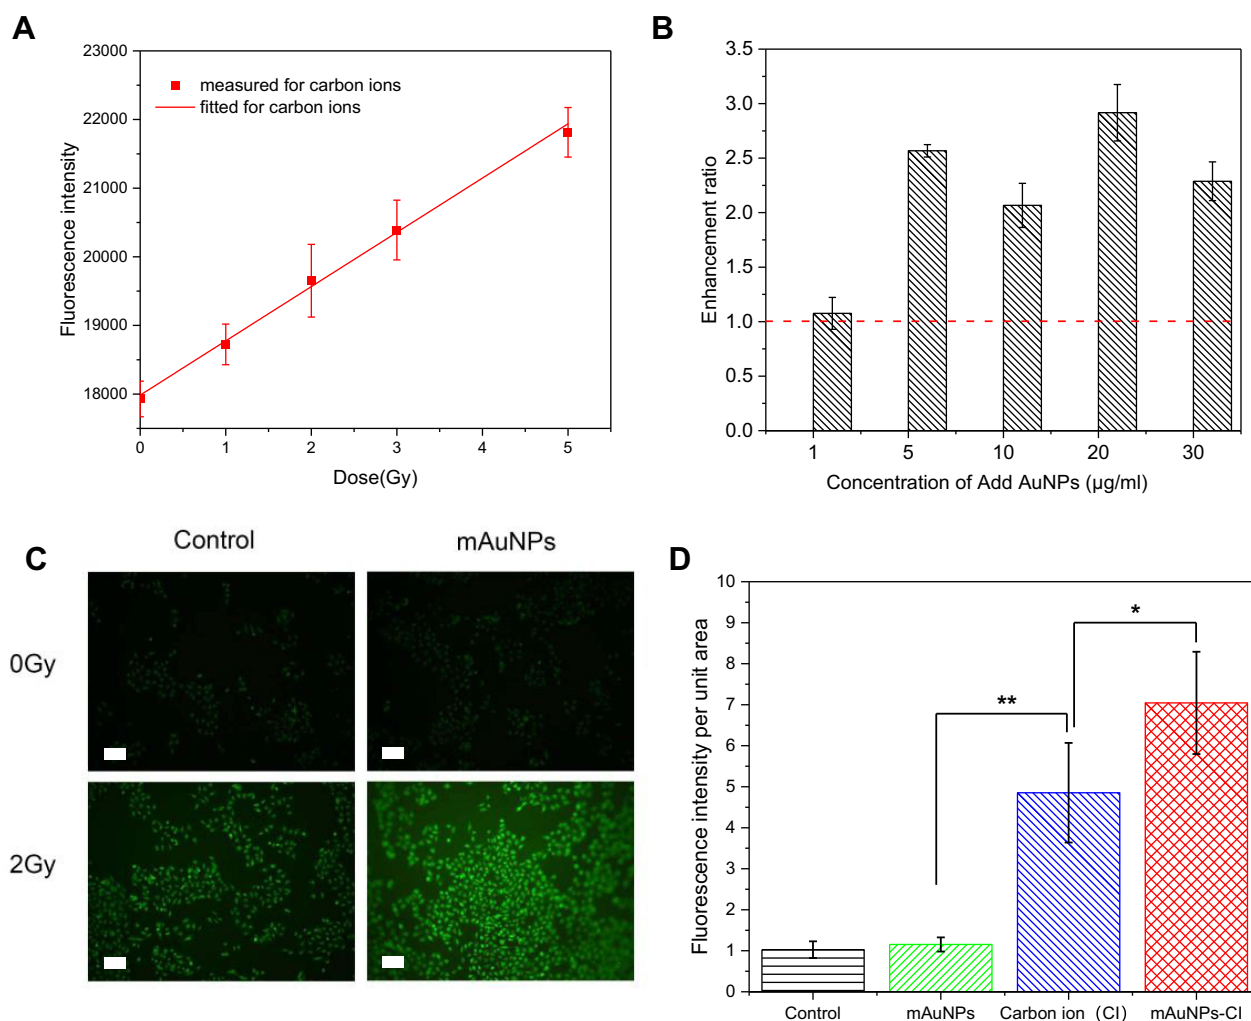 A
23000
22000
21000
20000
19000
18000
Fluorescence intensity
measured for carbon ions
fitted for carbon ions
0 1 2 3 4 5
Dose(Gy)
B
3.5
3.0
2.5
2.0
1.5
1.0
0.5
0.0
Enhancement ratio
1 5 10 20 30
Concentration of Add AuNPs (μg/ml)
C
Control mAuNPs
0Gy
2Gy
D
10
9
8
7
6
5
4
3
2
1
0
Fluorescence intensity per unit area
*
**
Control mAuNPs Carbon ion (CI) mAuNPs-CI